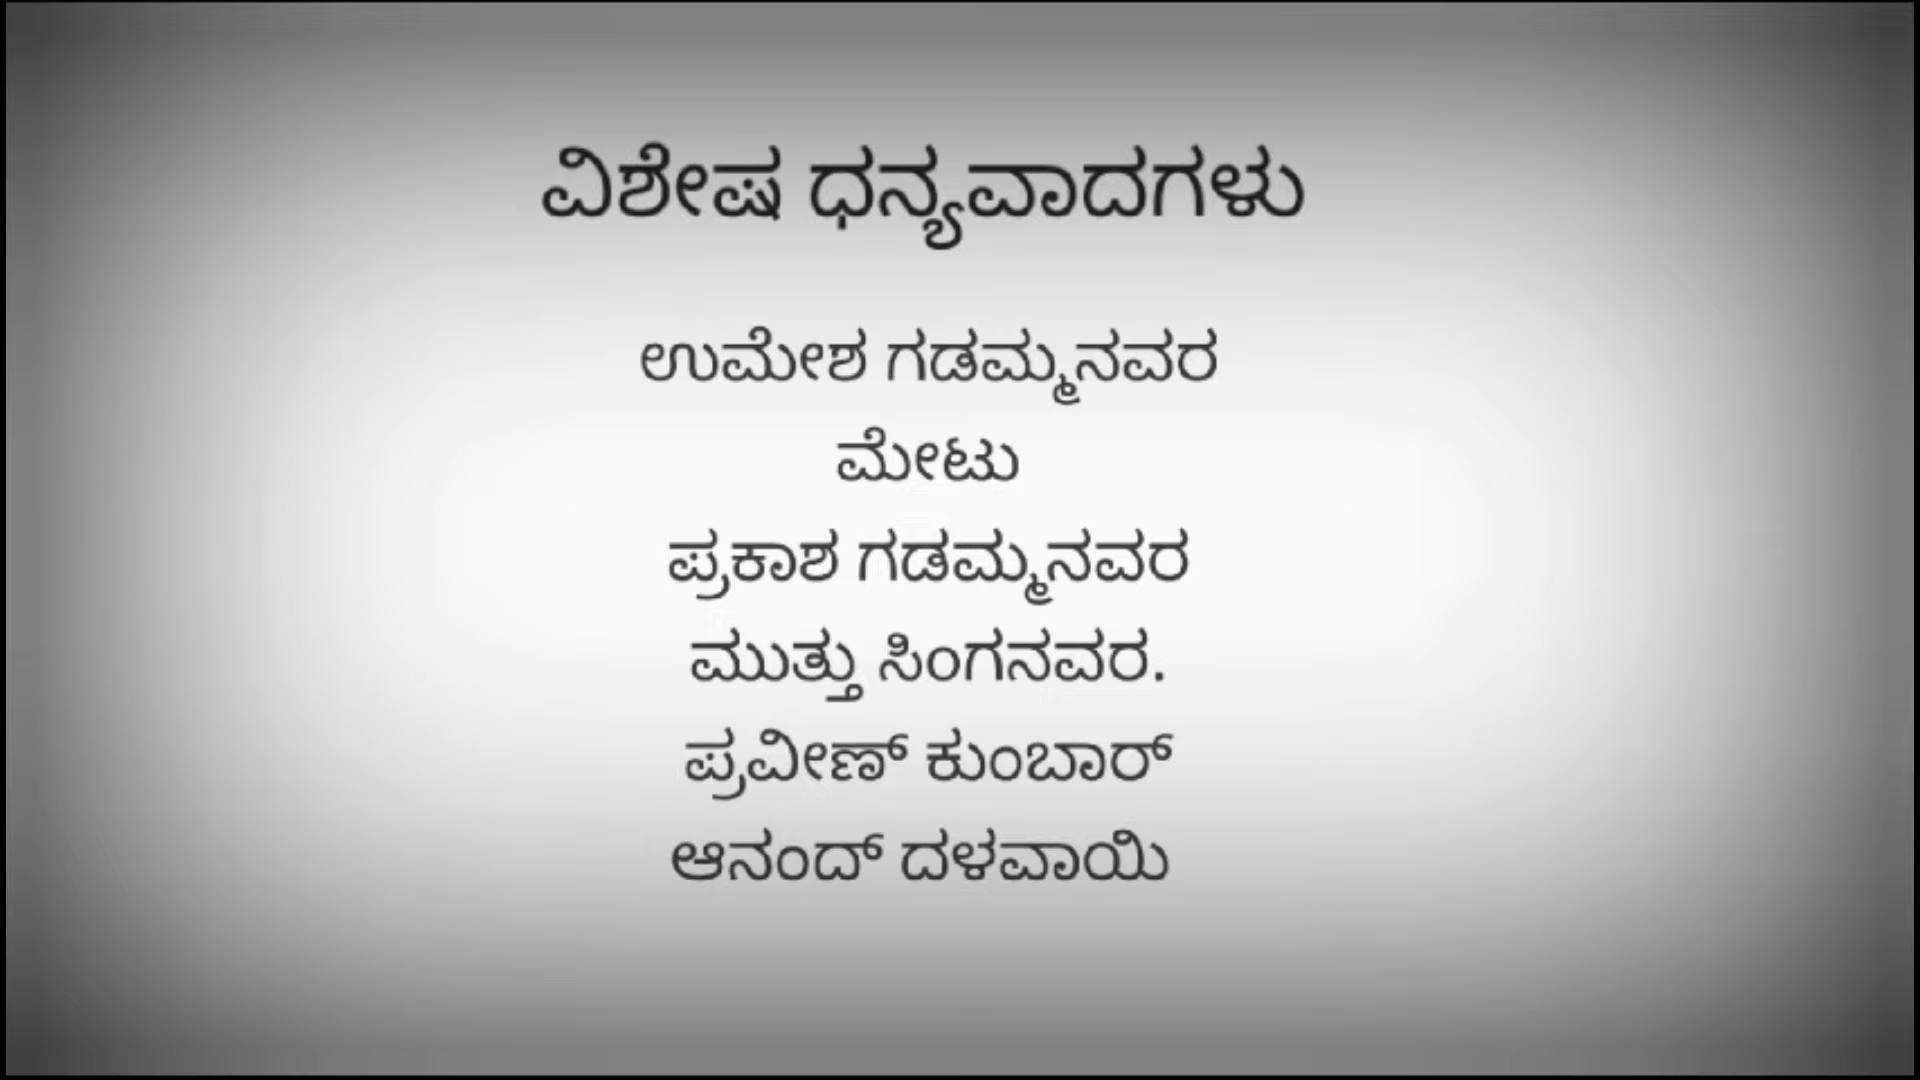 ವಿಶೇಷ ಧನ್ಯವಾದಗಳು
ಉಮೇಶ ಗಡಮ್ಮನವರ
ಮೇಟು
ಪ್ರಕಾಶ ಗಡಮ್ಮನವರ
ಮುತ್ತು ಸಿಂಗನವರ.
ಪ್ರವೀಣ್ ಕುಂಬಾರ್
ಆನಂದ್ ದಳವಾಯಿ